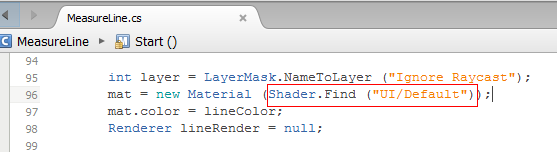 MeasureLine.cs
MeasureLine Start ()
94
95 int layer = LayerMask.NameToLayer ("Ignore Raycast");
96 mat = new Material (Shader.Find ("UI/Default"));
97 mat.color = lineColor;
98 Renderer lineRender = null;